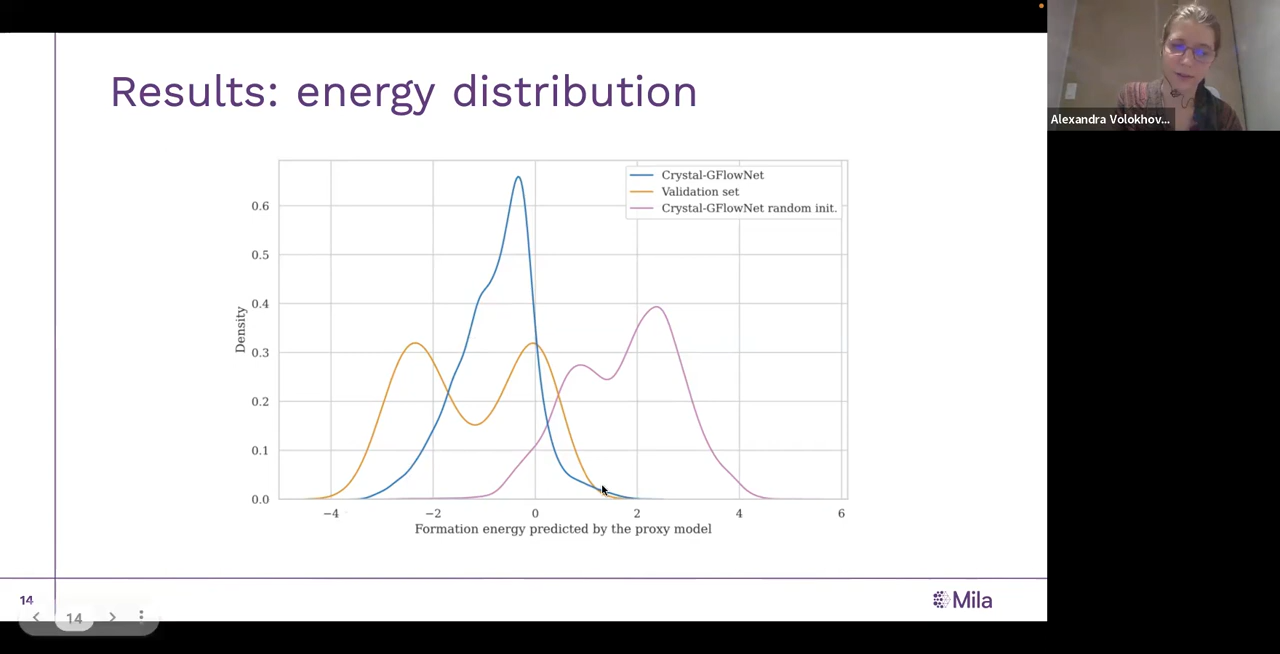 Results: energy distribution
Alexandra Volokhov...
Crystal-GFlowNet
Validation set
Crystal-GFlowNet random init.
0.6
0.5
0.4
0.3
0.2
0.1
0.0
Density
−4
−2
0
2
4
6
Formation energy predicted by the proxy model
14
Mila
14